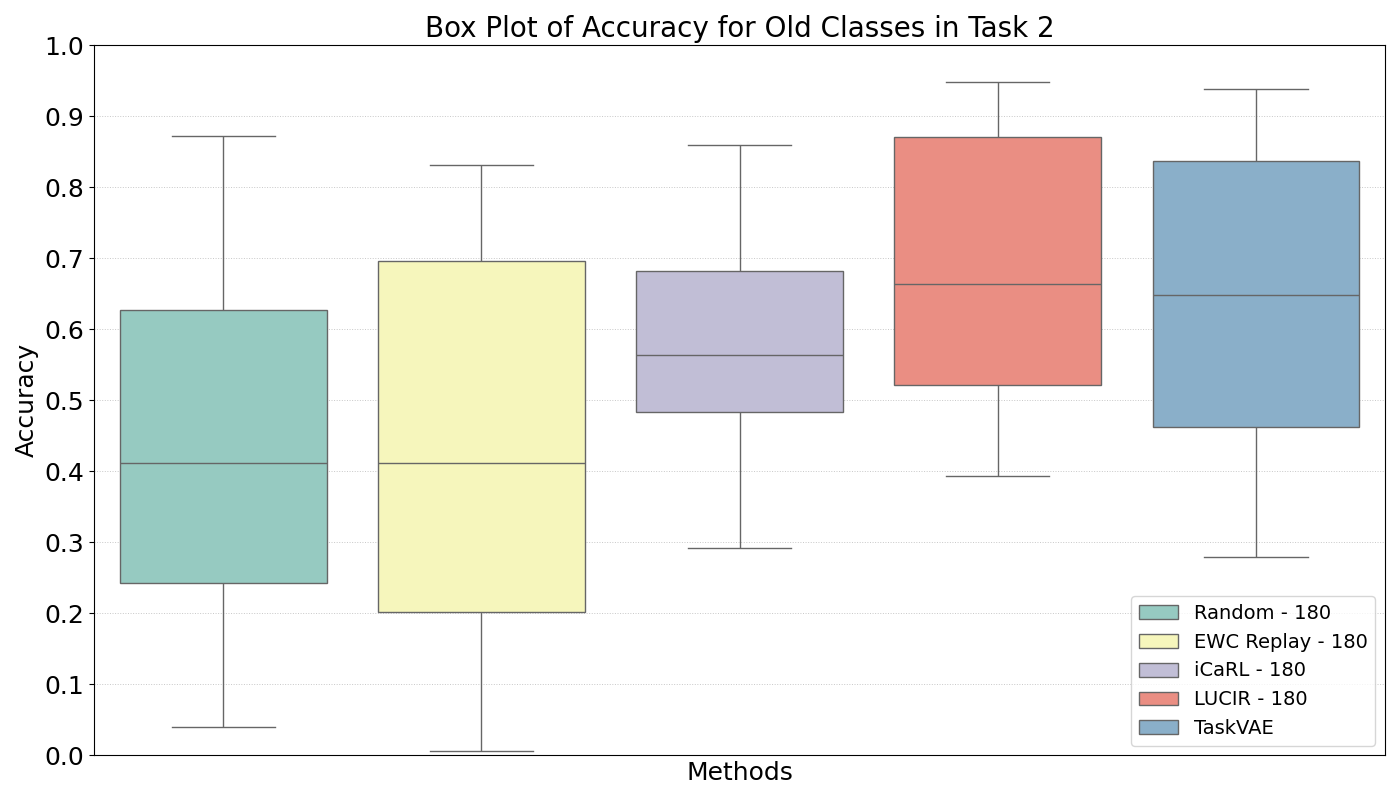 Box Plot of Accuracy for Old Classes in Task 2
1.0
0.9
0.8
0.7
0.6
0.5
0.4
0.3
0.2
0.1
0.0
Accuracy
Methods
Random - 180
EWC Replay - 180
iCaRL - 180
LUCIR - 180
TaskVAE